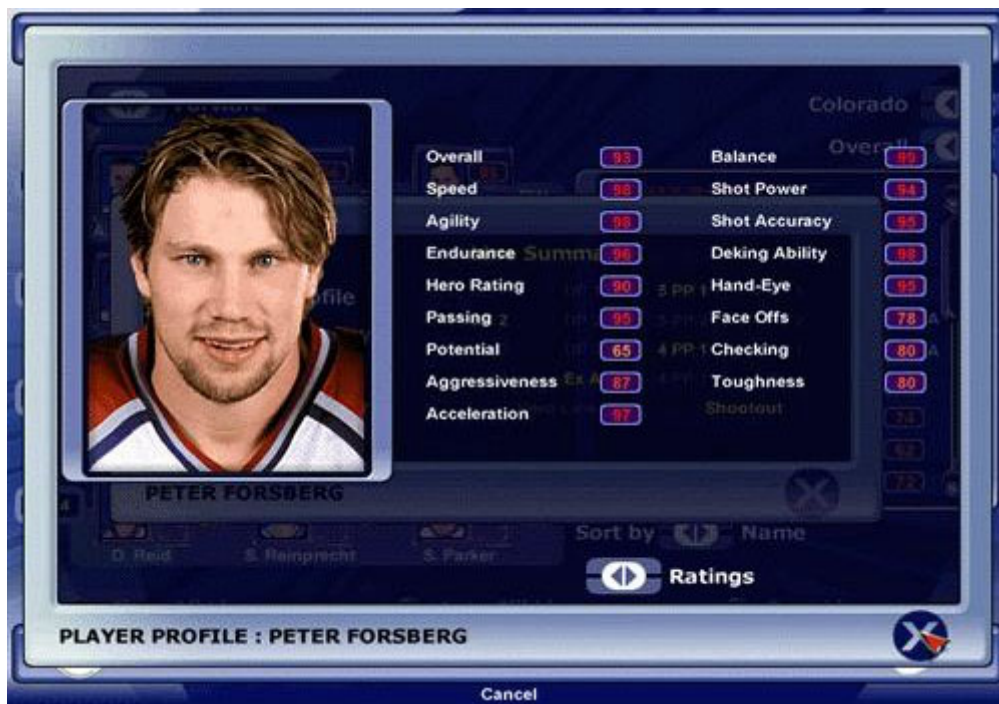 Colorado
Overall
Overall 93 Balance
Speed 98 Shot Power 94
Agility 98 Shot Accuracy 95
Endurance 96 Deking Ability 98
Summa
Hero Rating 90 Hand-Eye 95
Passing 95 Face Offs 78
Potential 65 Checking 80
Aggressiveness 87 Toughness 80
Acceleration 97
Shootout
PETER FORSBERG
D. Reid S. Reinprecht S. Parker
Sort by Name
Ratings
PLAYER PROFILE : PETER FORSBERG
Cancel